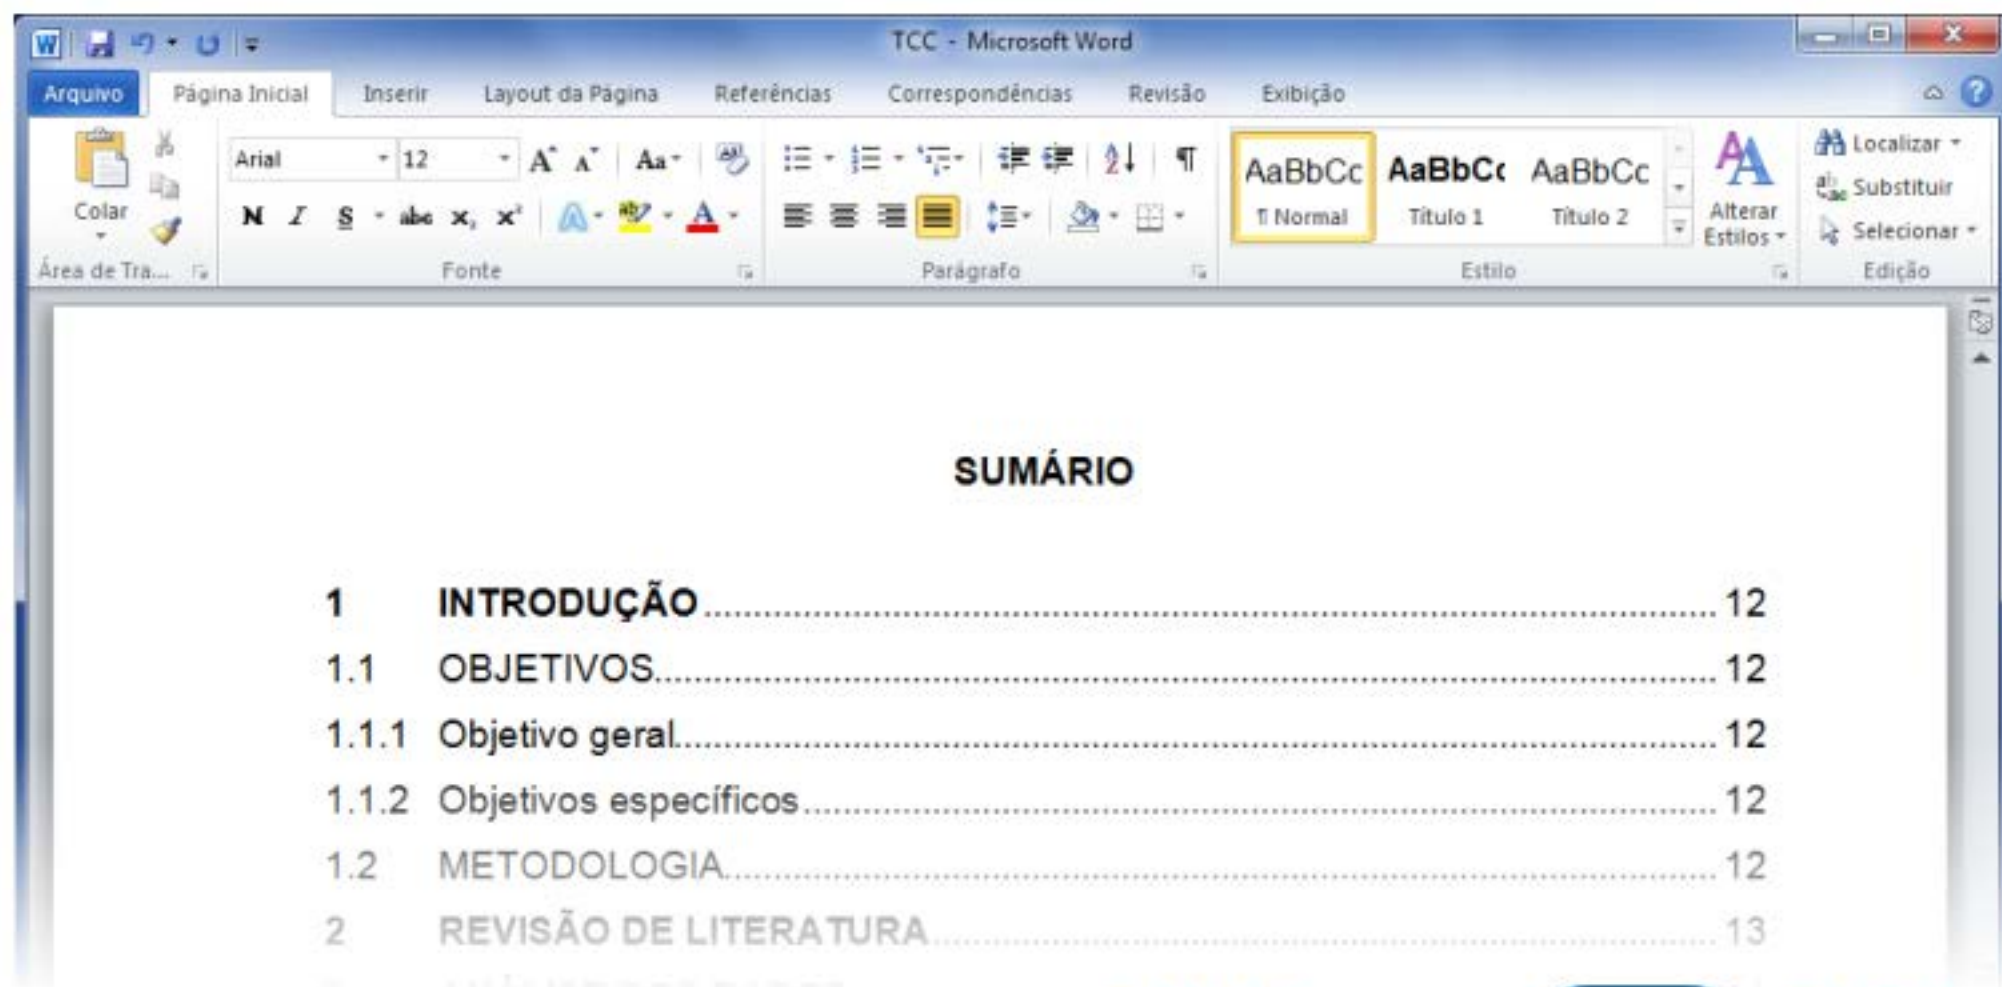 TCC - Microsoft Word
Arquivo Página Inicial Inserir Layout da Página Referências Correspondências Revisão Exibição
Colar
Área de Tra...
Arial 12
Fonte
Parágrafo
AaBbCc AaBbCc AaBbCc
¶ Normal Título 1 Título 2
Alterar
Estilos
Estilo
Localizar
Substituir
Selecionar
Edição
SUMÁRIO
1 INTRODUÇÃO 12
1.1 OBJETIVOS 12
1.1.1 Objetivo geral 12
1.1.2 Objetivos específicos 12
1.2 METODOLOGIA 12
2 REVISÃO DE LITERATURA 13